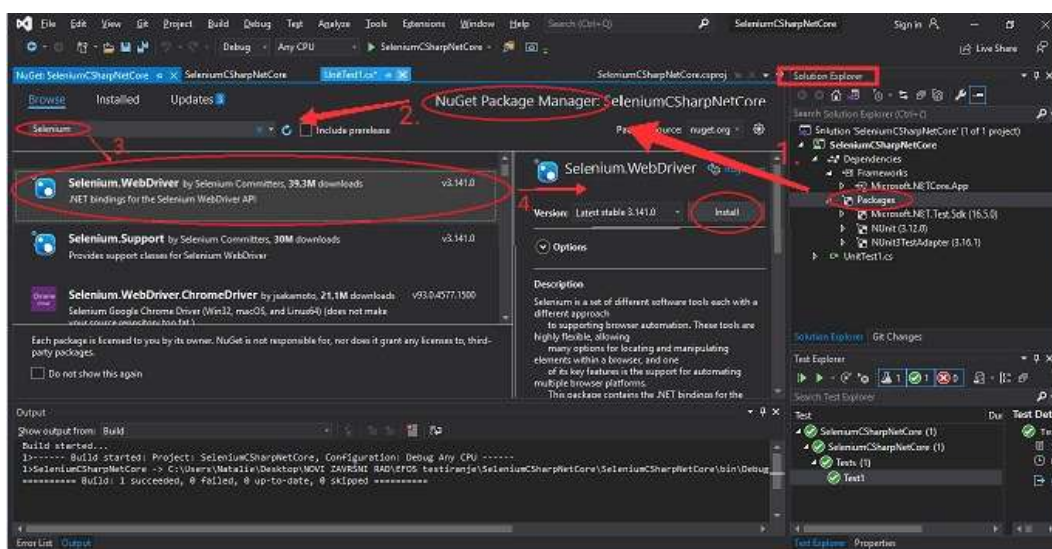 File Edit View Git Project Build Debug Test Analyze Tools Extensions Window Help Search (Ctrl+Q) SeleniumCSharpNetCore Sign in
Debug Any CPU SeleniumCSharpNetCore Live Share
NuGet: SeleniumCSharpNetCore SeleniumCSharpNetCore UnitTest1.cs* SeleniumCSharpNetCore.csproj
Browse Installed Updates 3 NuGet Package Manager: SeleniumCSharpNetCore
2.
Selenium Include prerelease Package source: nuget.org
3.
Selenium.WebDriver by Selenium Committers, 39,3M downloads v3.141.0
.NET bindings for the Selenium WebDriver API
Selenium.Support by Selenium Committers, 30M downloads v3.141.0
Provides support classes for Selenium WebDriver
Chrome
Selenium.WebDriver.ChromeDriver by jsakamoto, 21,1M downloads v93.0.4577.1500
Selenium Google Chrome Driver (Win32, macOS, and Linux64) (does not make
your source repository too fat.)
Each package is licensed to you by its owner. NuGet is not responsible for, nor does it grant any licenses to, third-
party packages.
Do not show this again
4.
Selenium.WebDriver
Version: Latest stable 3.141.0 Install
Options
Description
Selenium is a set of different software tools each with a
different approach
to supporting browser automation. These tools are
highly flexible, allowing
many options for locating and manipulating
elements within a browser, and one
of its key features is the support for automating
multiple browser platforms.
This package contains the .NET bindings for the
Solution Explorer
1.
Search Solution Explorer (Ctrl+Č)
Solution 'SeleniumCSharpNetCore' (1 of 1 project)
SeleniumCSharpNetCore
Dependencies
Frameworks
Microsoft.NETCore.App
Packages
Microsoft.NET.Test.Sdk (16.5.0)
NUnit (3.12.0)
NUnit3TestAdapter (3.16.1)
UnitTest1.cs
Solution Explorer Git Changes
Test Explorer
1 1 0
Search Test Explorer
Test Test Det
SeleniumCSharpNetCore (1)
SeleniumCSharpNetCore (1)
Tests (1)
Test1
Test Explorer Properties
Output
Show output from: Build
Build started...
1>------ Build started: Project: SeleniumCSharpNetCore, Configuration: Debug Any CPU ------
1>SeleniumCSharpNetCore -> C:\Users\Natalie\Desktop\NOVI ZAVRŠNI RAD\EFOS testiranje\SeleniumCSharpNetCore\SeleniumCSharpNetCore\bin\Debug
========== Build: 1 succeeded, 0 failed, 0 up-to-date, 0 skipped ==========
Error List Output